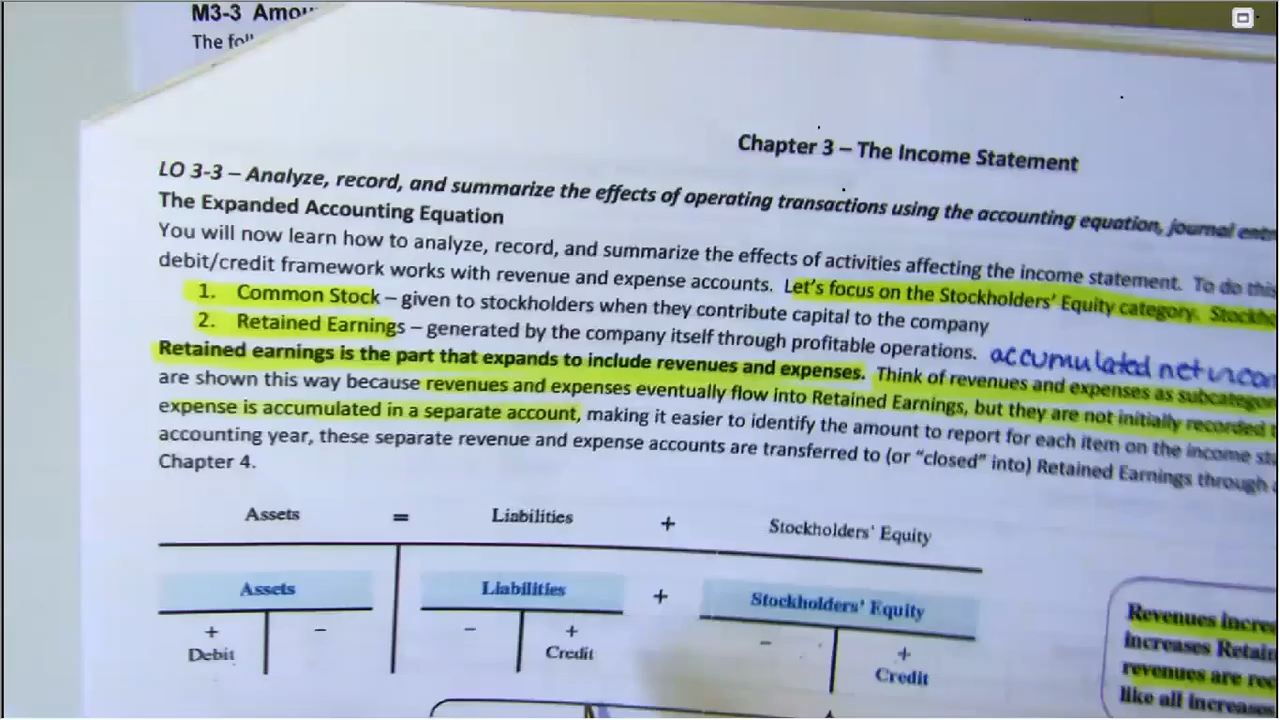 M3-3 Amou
The fol
Chapter 3 – The Income Statement
LO 3-3 – Analyze, record, and summarize the effects of operating transactions using the accounting equation, journal entr
The Expanded Accounting Equation
You will now learn how to analyze, record, and summarize the effects of activities affecting the income statement. To do this
debit/credit framework works with revenue and expense accounts. Let's focus on the Stockholders' Equity category. Stockho
1. Common Stock – given to stockholders when they contribute capital to the company
2. Retained Earnings – generated by the company itself through profitable operations. accumulated net incom
Retained earnings is the part that expands to include revenues and expenses. Think of revenues and expenses as subcategor
are shown this way because revenues and expenses eventually flow into Retained Earnings, but they are not initially recorded
expense is accumulated in a separate account, making it easier to identify the amount to report for each item on the income sta
accounting year, these separate revenue and expense accounts are transferred to (or "closed" into) Retained Earnings through
Chapter 4.
Assets = Liabilities + Stockholders' Equity
Assets Liabilities + Stockholders' Equity
+ – – + – +
Debit Credit Credit
Revenues increa
increases Retain
revenues are rec
like all increases